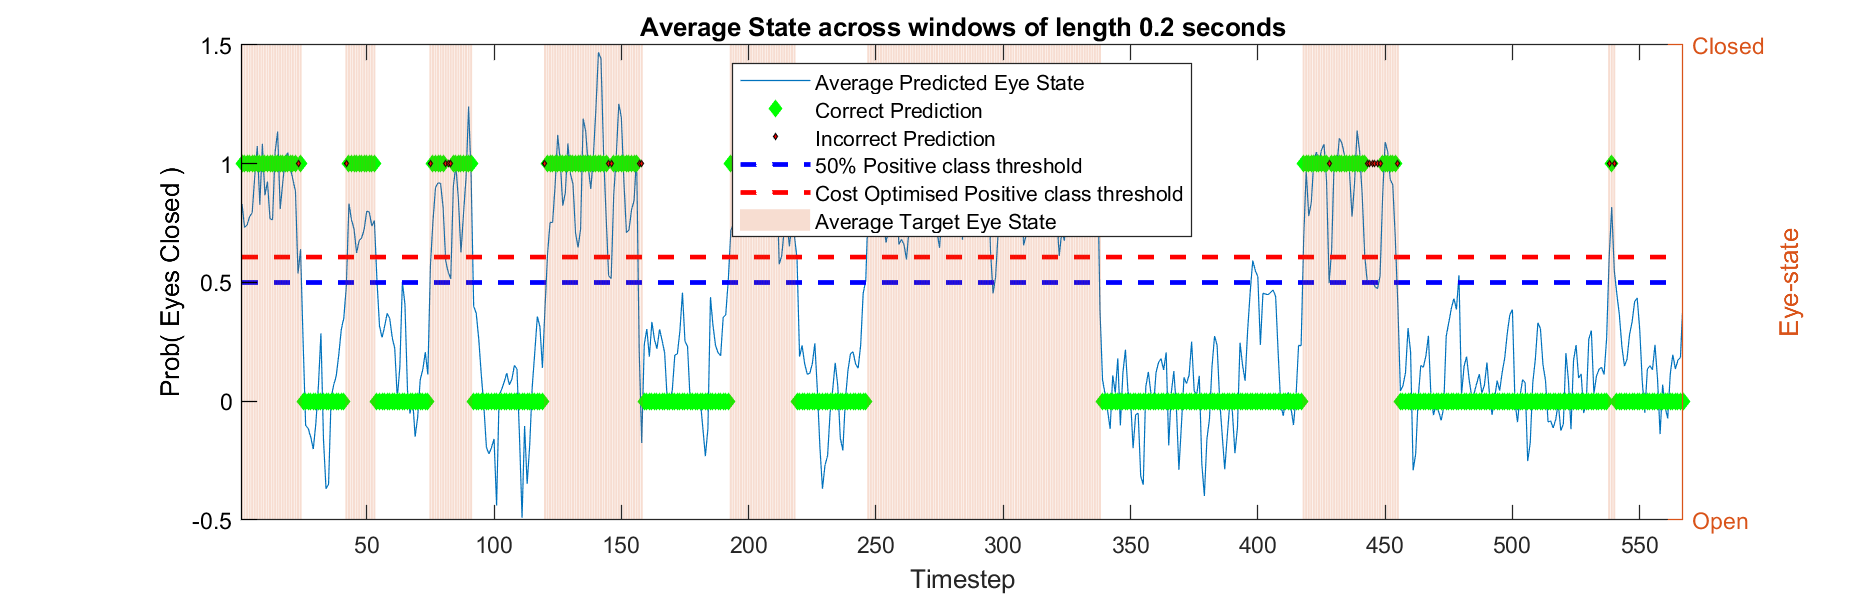 Average State across windows of length 0.2 seconds
1.5
1
0.5
0
-0.5
Prob( Eyes Closed )
Average Predicted Eye State
Correct Prediction
Incorrect Prediction
50% Positive class threshold
Cost Optimised Positive class threshold
Average Target Eye State
Closed
Eye-state
Open
50 100 150 200 250 300 350 400 450 500 550
Timestep